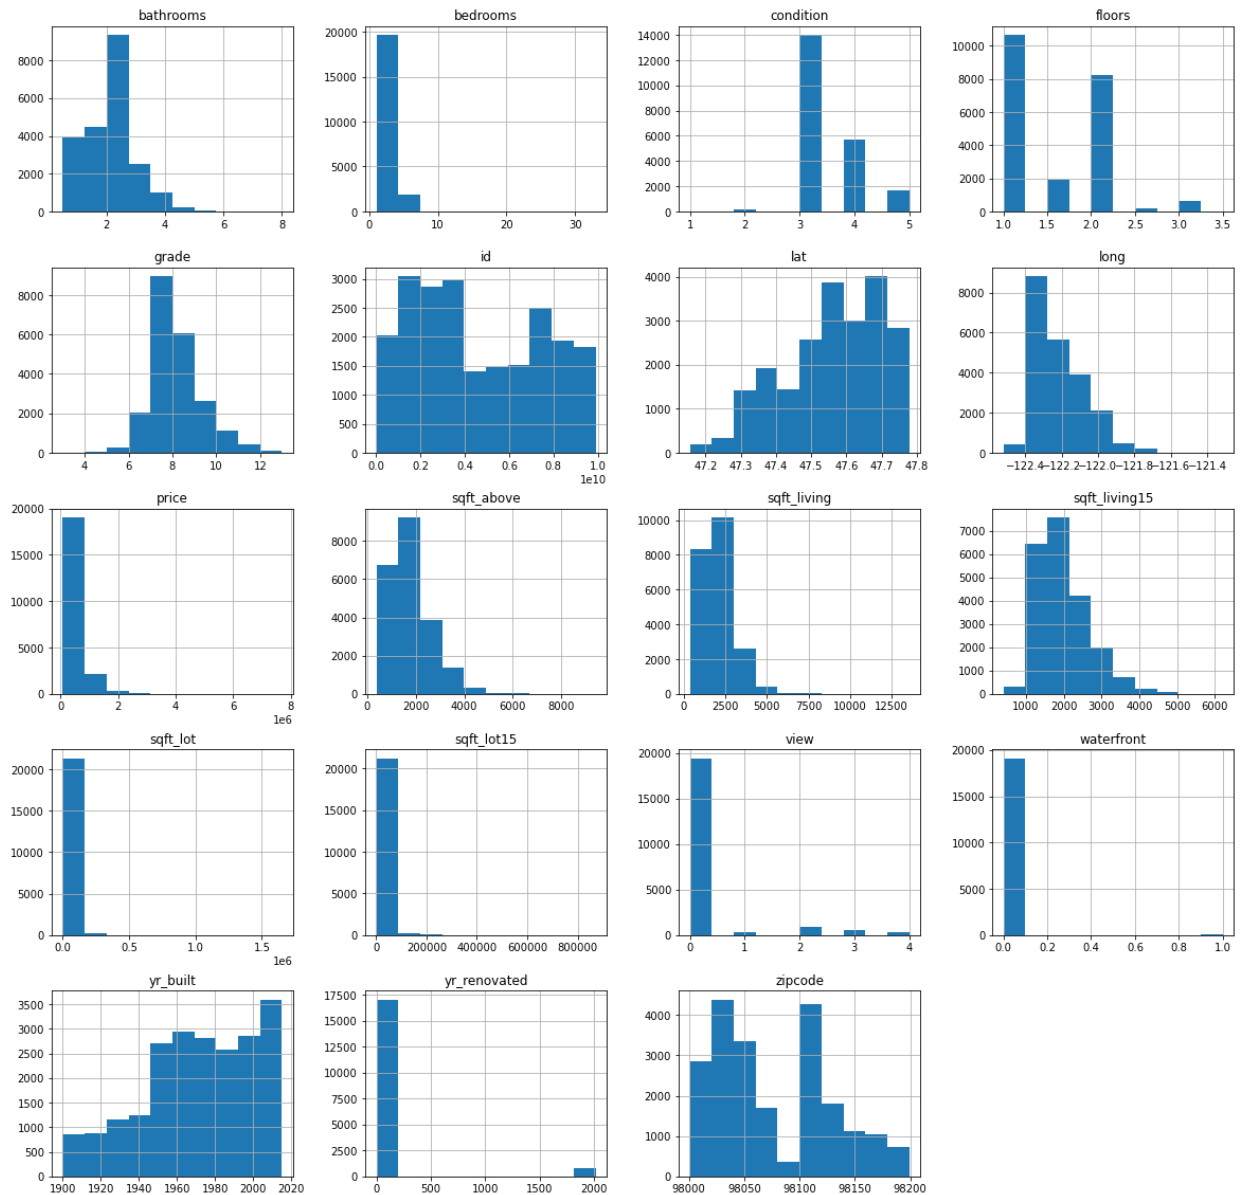 bathrooms bedrooms condition floors
8000 6000 4000 2000 0
2 4 6 8
20000 15000 10000 5000 0
0 10 20 30
14000 12000 10000 8000 6000 4000 2000 0
1 2 3 4 5
10000 8000 6000 4000 2000 0
1.0 1.5 2.0 2.5 3.0 3.5
grade id lat long
8000 6000 4000 2000 0
4 6 8 10 12
3000 2500 2000 1500 1000 500 0
0.0 0.2 0.4 0.6 0.8 1.0
1e10
4000 3000 2000 1000 0
47.2 47.3 47.4 47.5 47.6 47.7 47.8
8000 6000 4000 2000 0
−122.4 −122.2 −122.0 −121.8 −121.6 −121.4
price sqft_above sqft_living sqft_living15
20000 15000 10000 5000 0
0 2 4 6 8
1e6
8000 6000 4000 2000 0
0 2000 4000 6000 8000
10000 8000 6000 4000 2000 0
0 2500 5000 7500 10000 12500
7000 6000 5000 4000 3000 2000 1000 0
1000 2000 3000 4000 5000 6000
sqft_lot sqft_lot15 view waterfront
20000 15000 10000 5000 0
0.0 0.5 1.0 1.5
1e6
20000 15000 10000 5000 0
0 200000 400000 600000 800000
20000 15000 10000 5000 0
0 1 2 3 4
20000 15000 10000 5000 0
0.0 0.2 0.4 0.6 0.8 1.0
yr_built yr_renovated zipcode
3500 3000 2500 2000 1500 1000 500 0
1900 1920 1940 1960 1980 2000 2020
17500 15000 12500 10000 7500 5000 2500 0
0 500 1000 1500 2000
4000 3000 2000 1000 0
98000 98050 98100 98150 98200